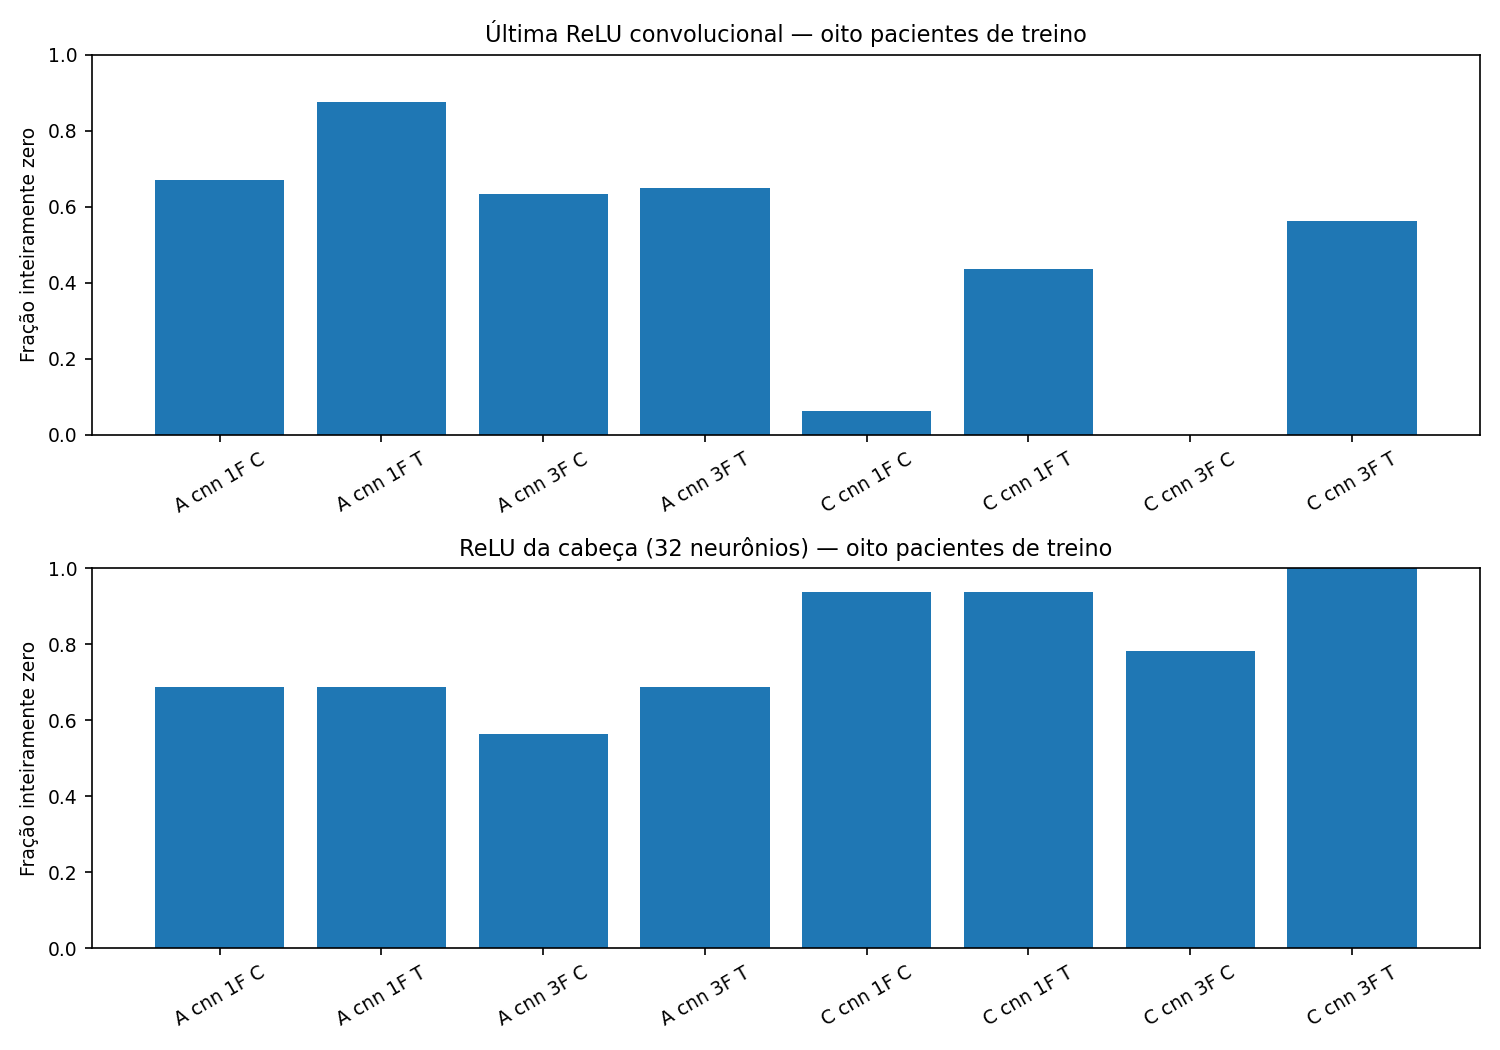 Última ReLU convolucional — oito pacientes de treino
Fração inteiramente zero
1.0
0.8
0.6
0.4
0.2
0.0
A cnn 1F C
A cnn 1F T
A cnn 3F C
A cnn 3F T
C cnn 1F C
C cnn 1F T
C cnn 3F C
C cnn 3F T
ReLU da cabeça (32 neurônios) — oito pacientes de treino
Fração inteiramente zero
1.0
0.8
0.6
0.4
0.2
0.0
A cnn 1F C
A cnn 1F T
A cnn 3F C
A cnn 3F T
C cnn 1F C
C cnn 1F T
C cnn 3F C
C cnn 3F T